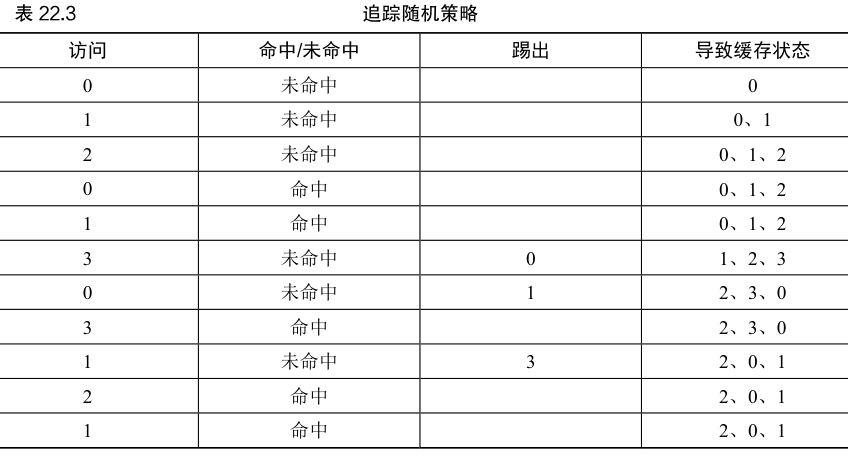 表 22.3 追踪随机策略
访问 命中/未命中 踢出 导致缓存状态
0 未命中 0
1 未命中 0、1
2 未命中 0、1、2
0 命中 0、1、2
1 命中 0、1、2
3 未命中 0 1、2、3
0 未命中 1 2、3、0
3 命中 2、3、0
1 未命中 3 2、0、1
2 命中 2、0、1
1 命中 2、0、1